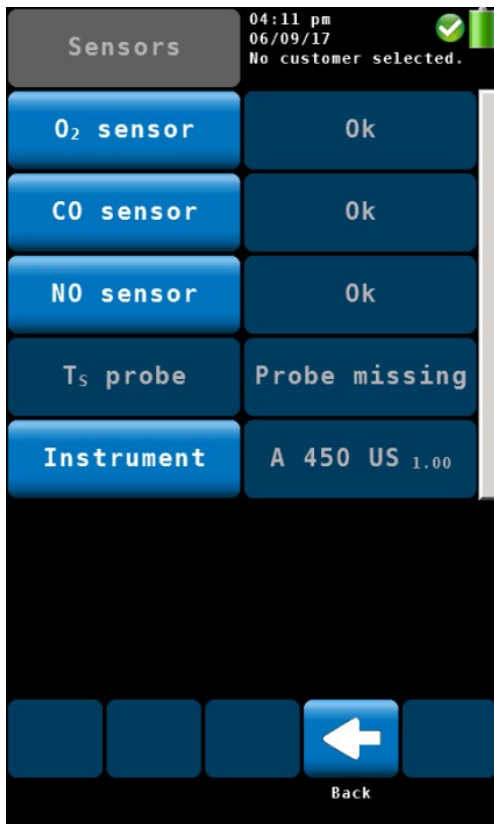 Sensors
04:11 pm
06/09/17
No customer selected.
O₂ sensor
Ok
CO sensor
Ok
NO sensor
Ok
Tₛ probe
Probe missing
Instrument
A 450 US 1.00
Back